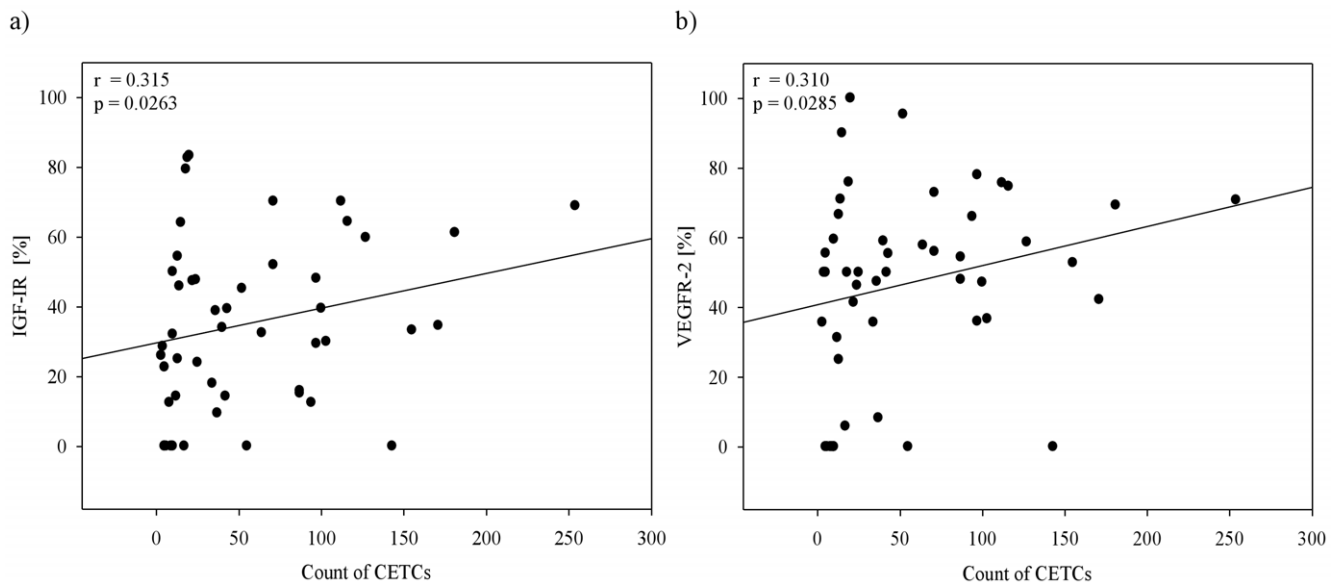 a)
r = 0.315
p = 0.0263
100
80
60
40
20
0
IGF-IR [%]
0 50 100 150 200 250 300
Count of CETCs
b)
r = 0.310
p = 0.0285
100
80
60
40
20
0
VEGFR-2 [%]
0 50 100 150 200 250 300
Count of CETCs